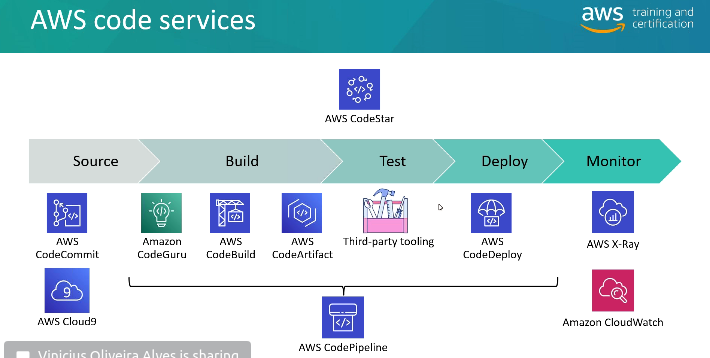 AWS code services
aws training and
certification
AWS CodeStar
Source Build Test Deploy Monitor
AWS
CodeCommit
Amazon
CodeGuru
AWS
CodeBuild
AWS
CodeArtifact
Third-party tooling
AWS
CodeDeploy
AWS X-Ray
9
AWS Cloud9
Amazon CloudWatch
AWS CodePipeline
Vinicius Oliveira Alves is sharing